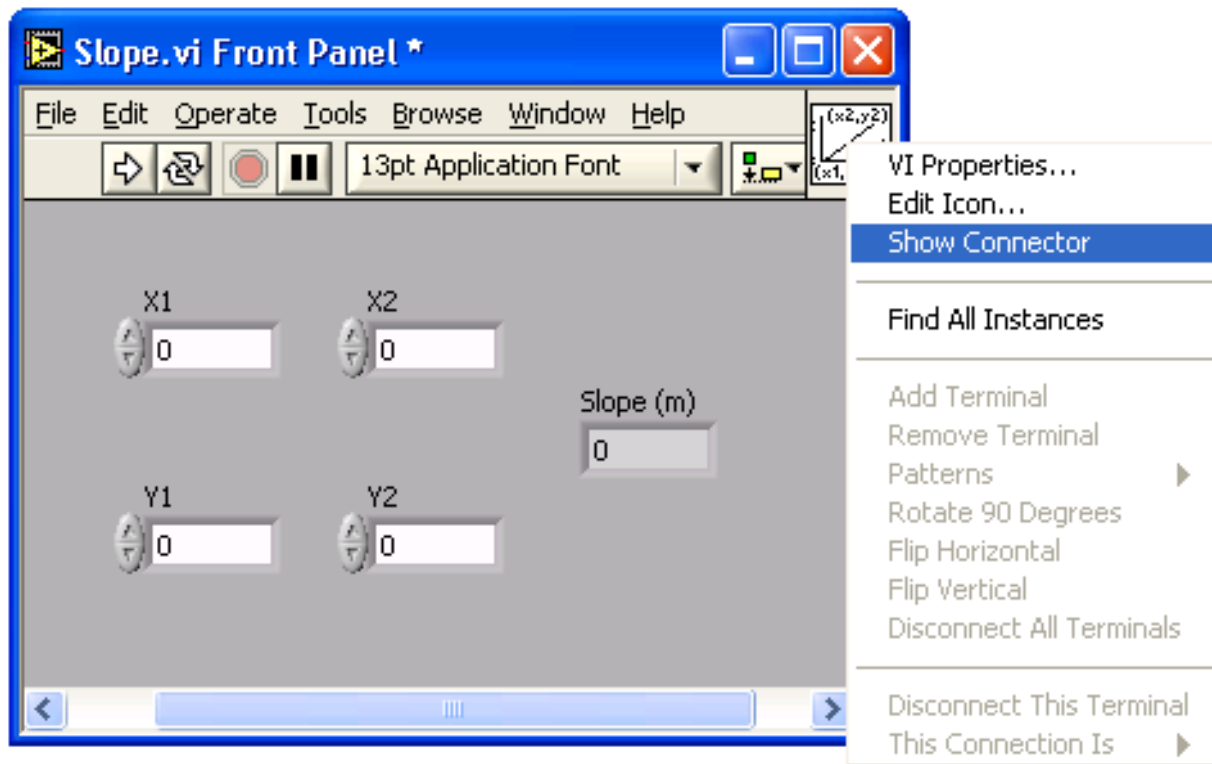 Slope.vi Front Panel *
File Edit Operate Tools Browse Window Help
13pt Application Font
(x2,y2)
(x1,
VI Properties...
Edit Icon...
Show Connector
Find All Instances
Add Terminal
Remove Terminal
Patterns
Rotate 90 Degrees
Flip Horizontal
Flip Vertical
Disconnect All Terminals
Disconnect This Terminal
This Connection Is
X1 X2
0 0
Slope (m)
0
Y1 Y2
0 0